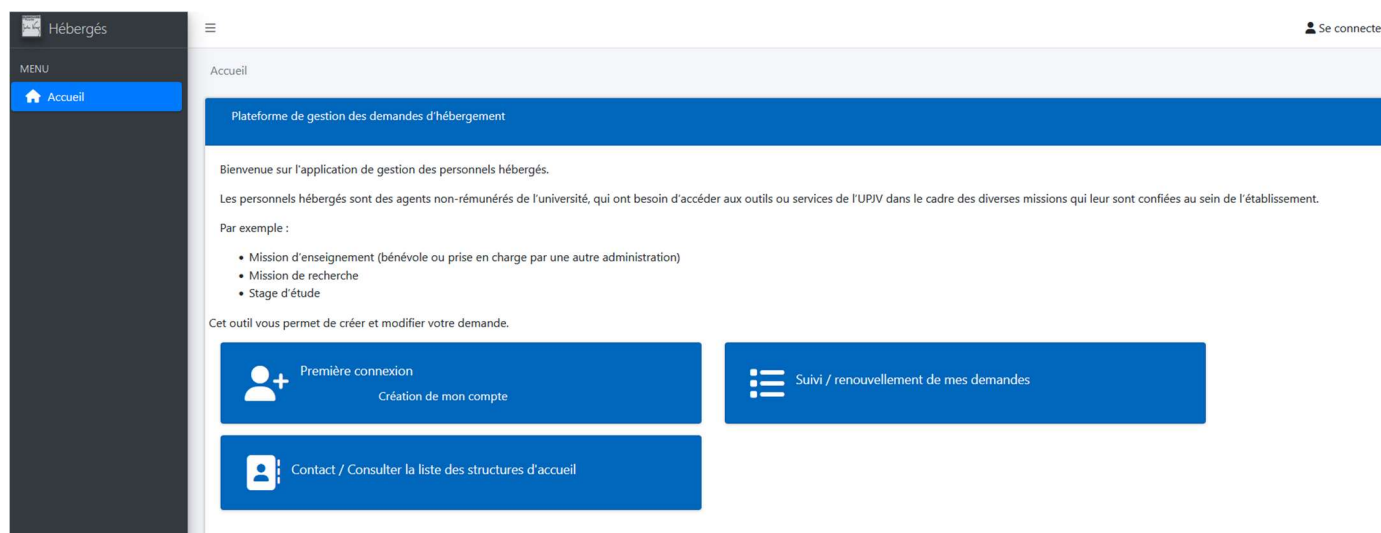 Hébergés
Se connecte
MENU
Accueil
Accueil
Plateforme de gestion des demandes d'hébergement
Bienvenue sur l'application de gestion des personnels hébergés.
Les personnels hébergés sont des agents non-rémunérés de l'université, qui ont besoin d'accéder aux outils ou services de l'UPJV dans le cadre des diverses missions qui leur sont confiées au sein de l'établissement.
Par exemple :
• Mission d'enseignement (bénévole ou prise en charge par une autre administration)
• Mission de recherche
• Stage d'étude
Cet outil vous permet de créer et modifier votre demande.
Première connexion
Création de mon compte
Suivi / renouvellement de mes demandes
Contact / Consulter la liste des structures d'accueil